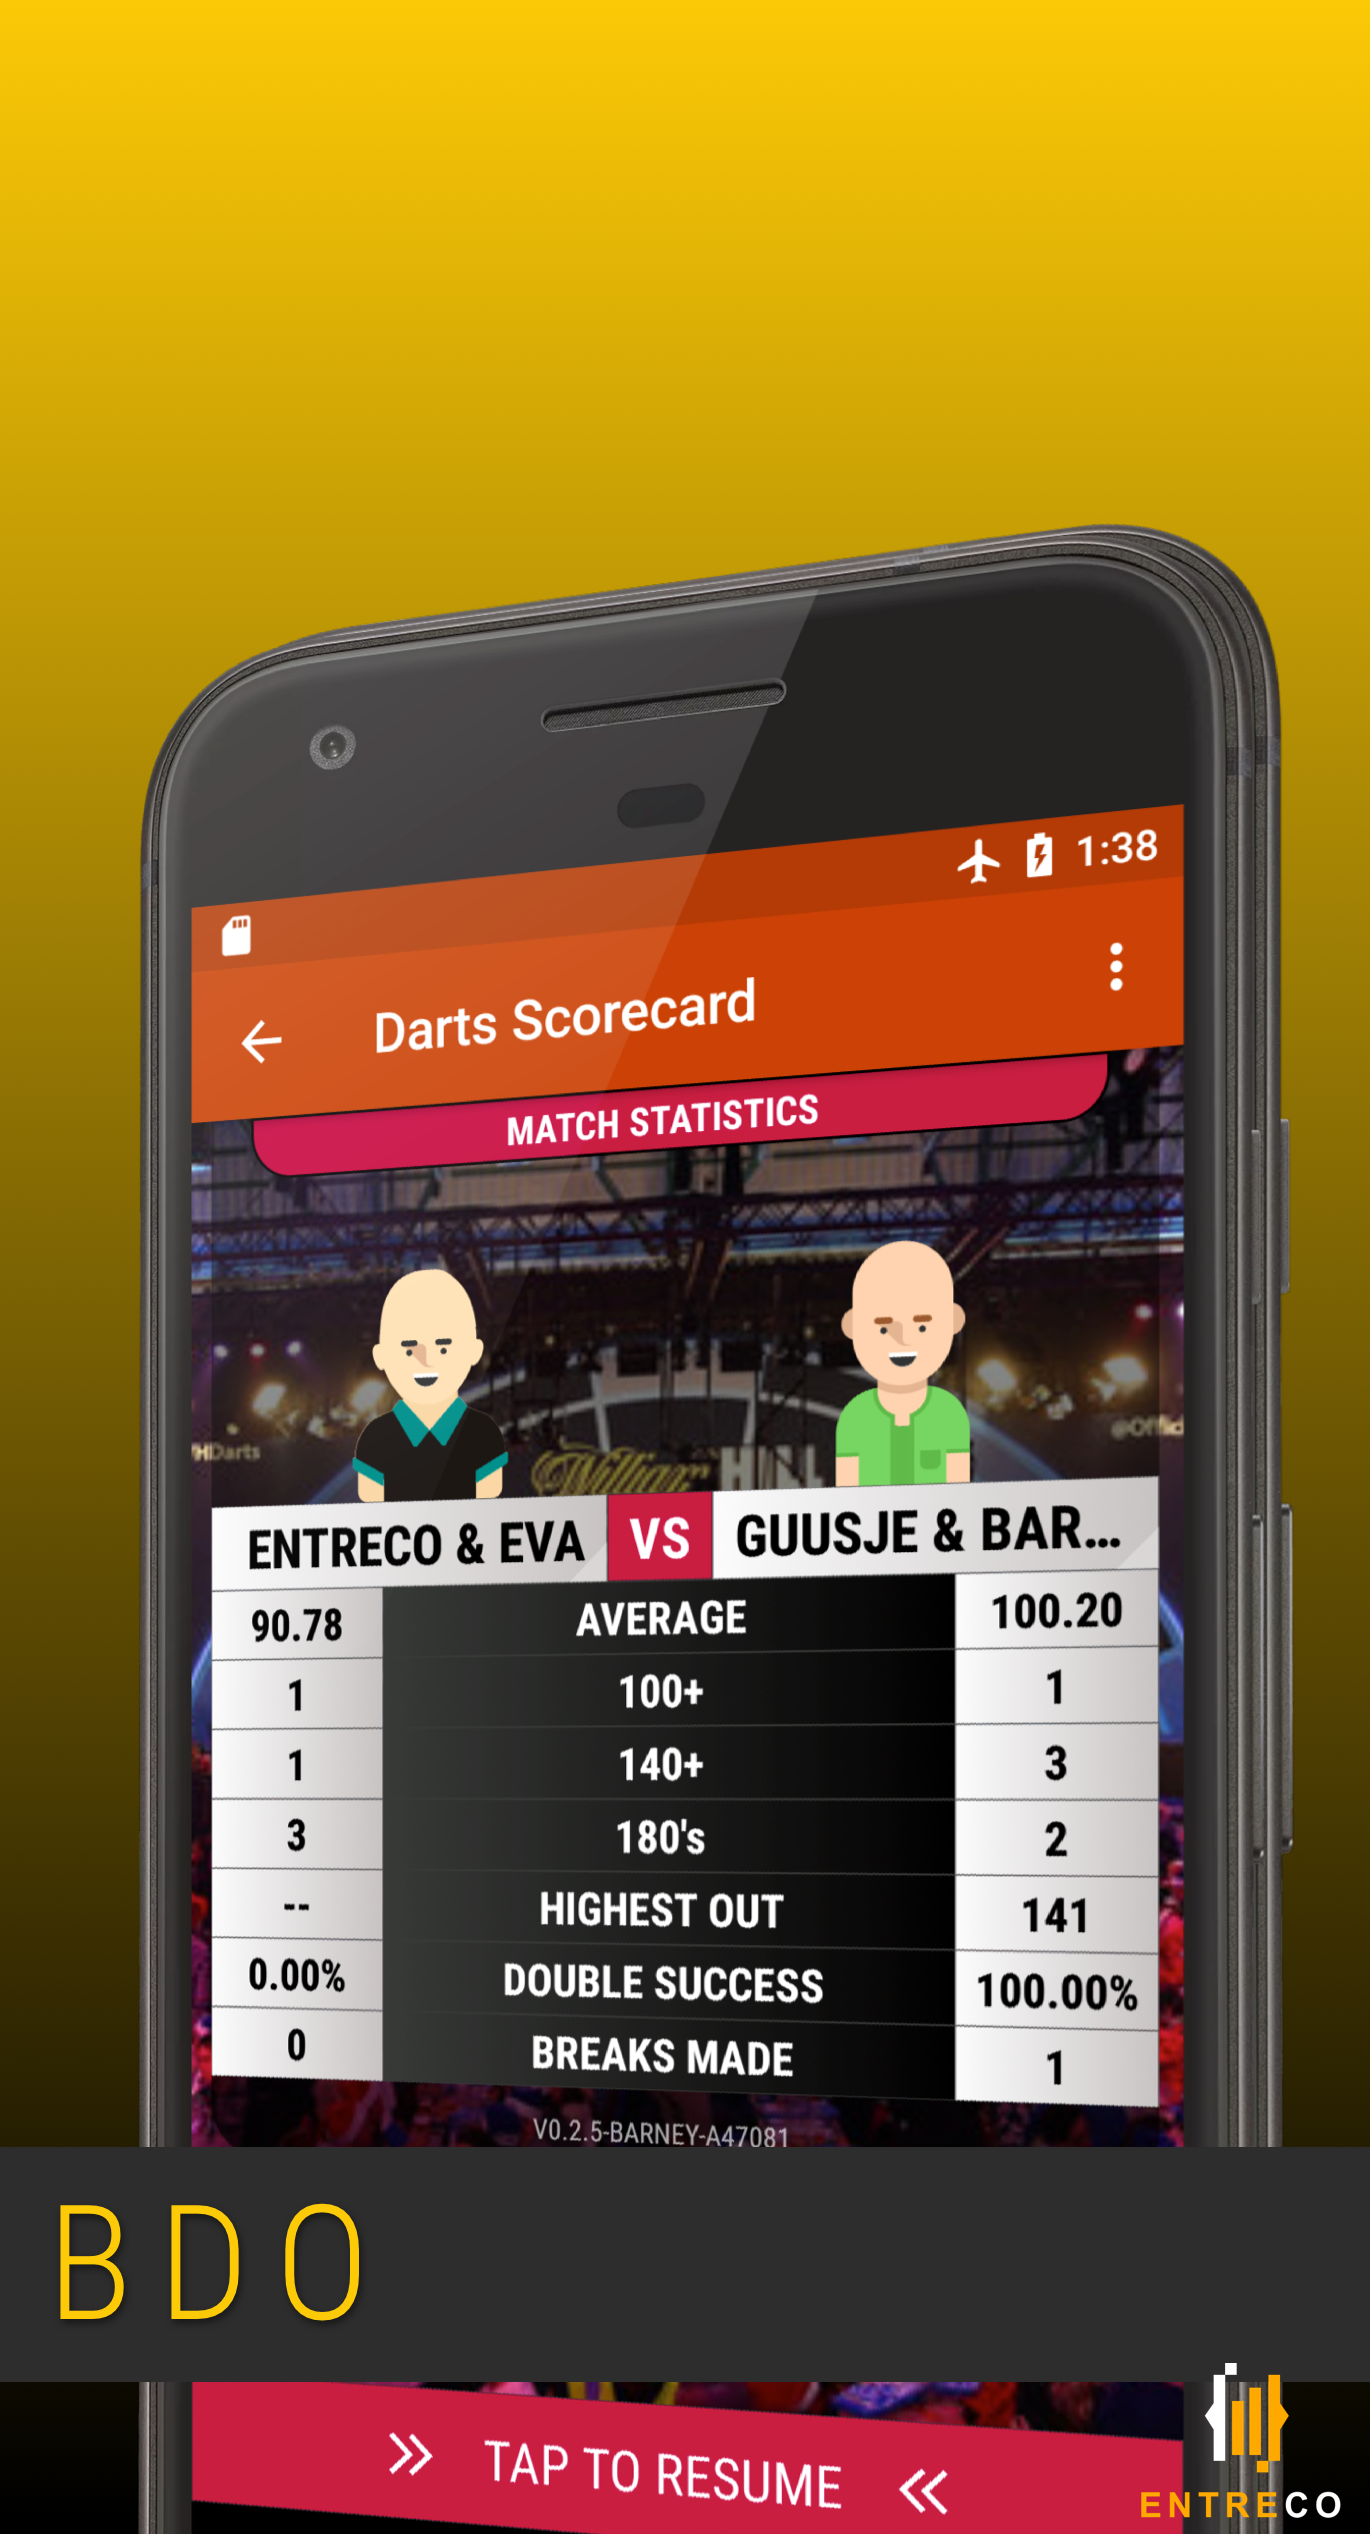 1:38
Darts Scorecard
MATCH STATISTICS
HDarts
@Offic
William HILL
ENTRECO & EVA VS GUUSJE & BAR...
90.78 AVERAGE 100.20
1 100+ 1
1 140+ 3
3 180's 2
-- HIGHEST OUT 141
0.00% DOUBLE SUCCESS 100.00%
0 BREAKS MADE 1
V0.2.5-BARNEY-A47081
BDO
TAP TO RESUME
ENTRECO